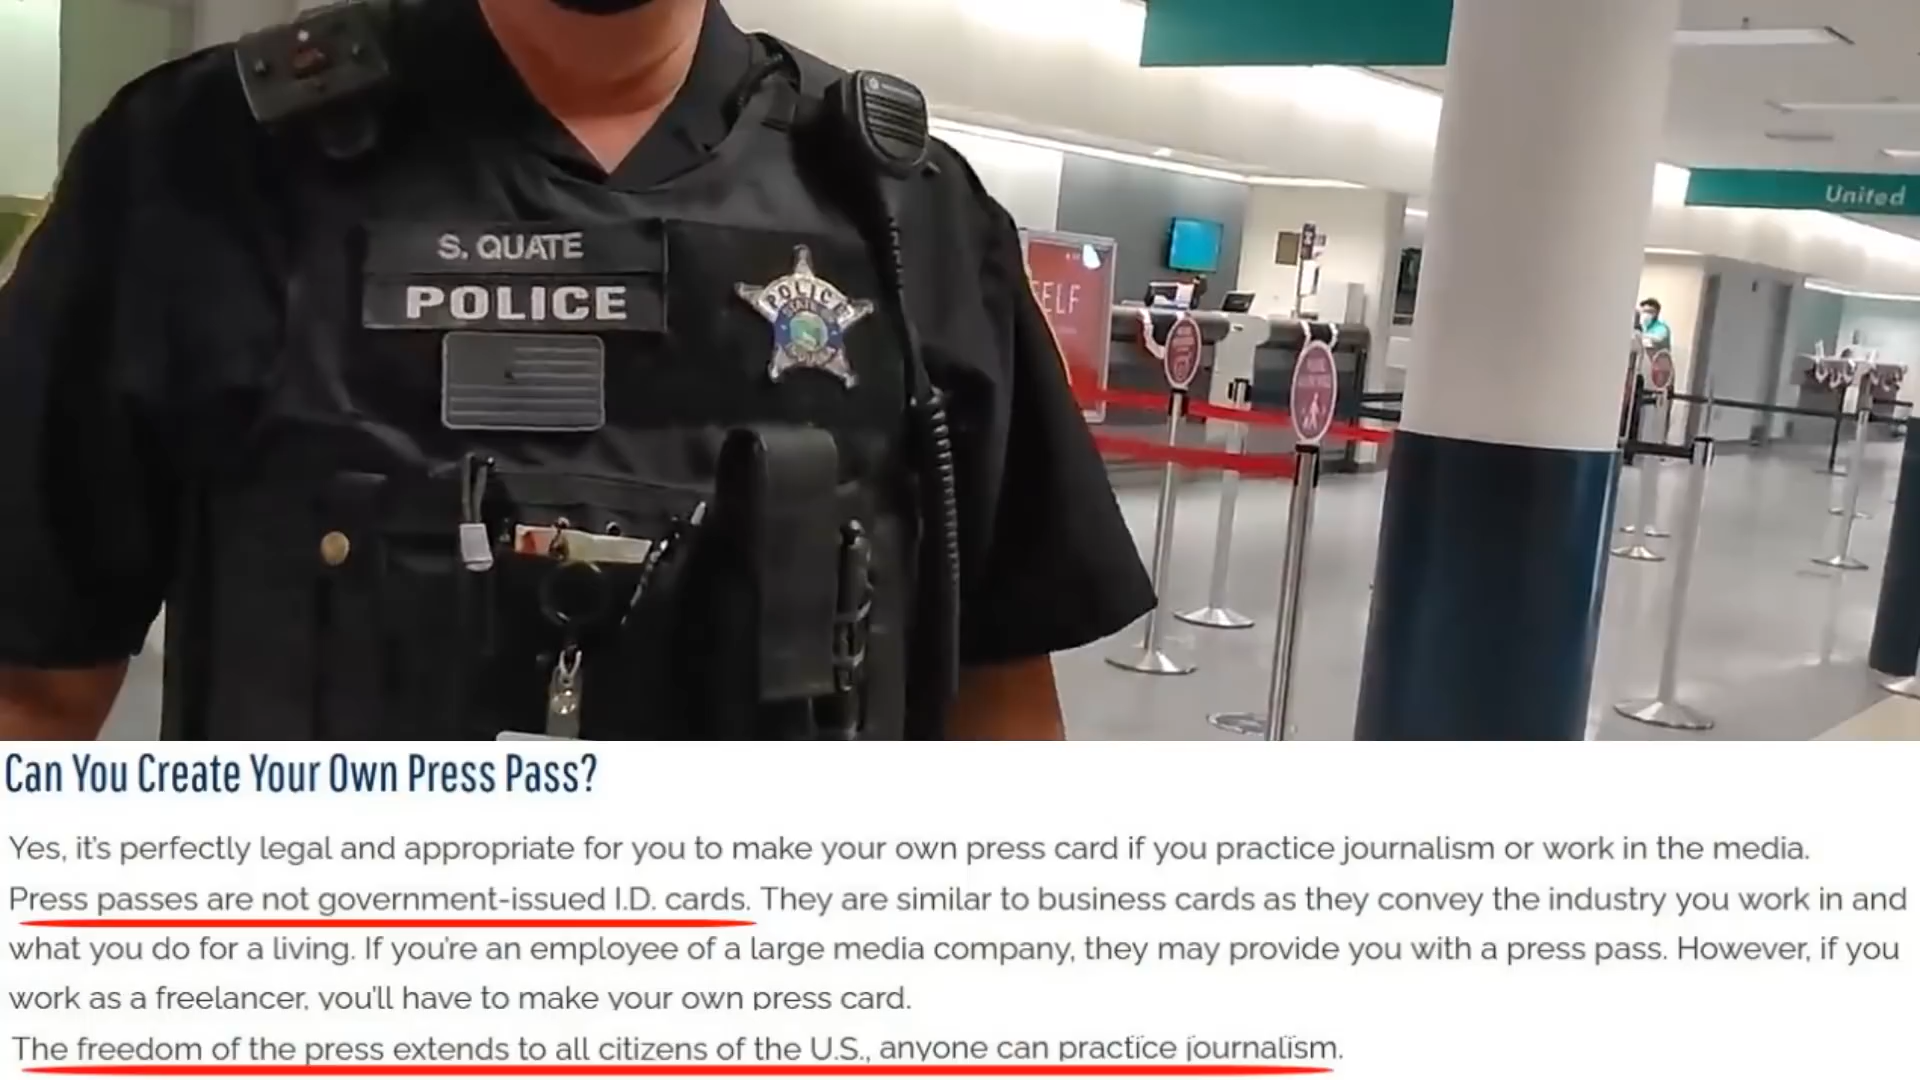 United
S. QUATE
POLICE
POLICE
SELF
Can You Create Your Own Press Pass?
Yes, it's perfectly legal and appropriate for you to make your own press card if you practice journalism or work in the media.
Press passes are not government-issued I.D. cards. They are similar to business cards as they convey the industry you work in and
what you do for a living. If you're an employee of a large media company, they may provide you with a press pass. However, if you
work as a freelancer, you'll have to make your own press card.
The freedom of the press extends to all citizens of the U.S., anyone can practice journalism.